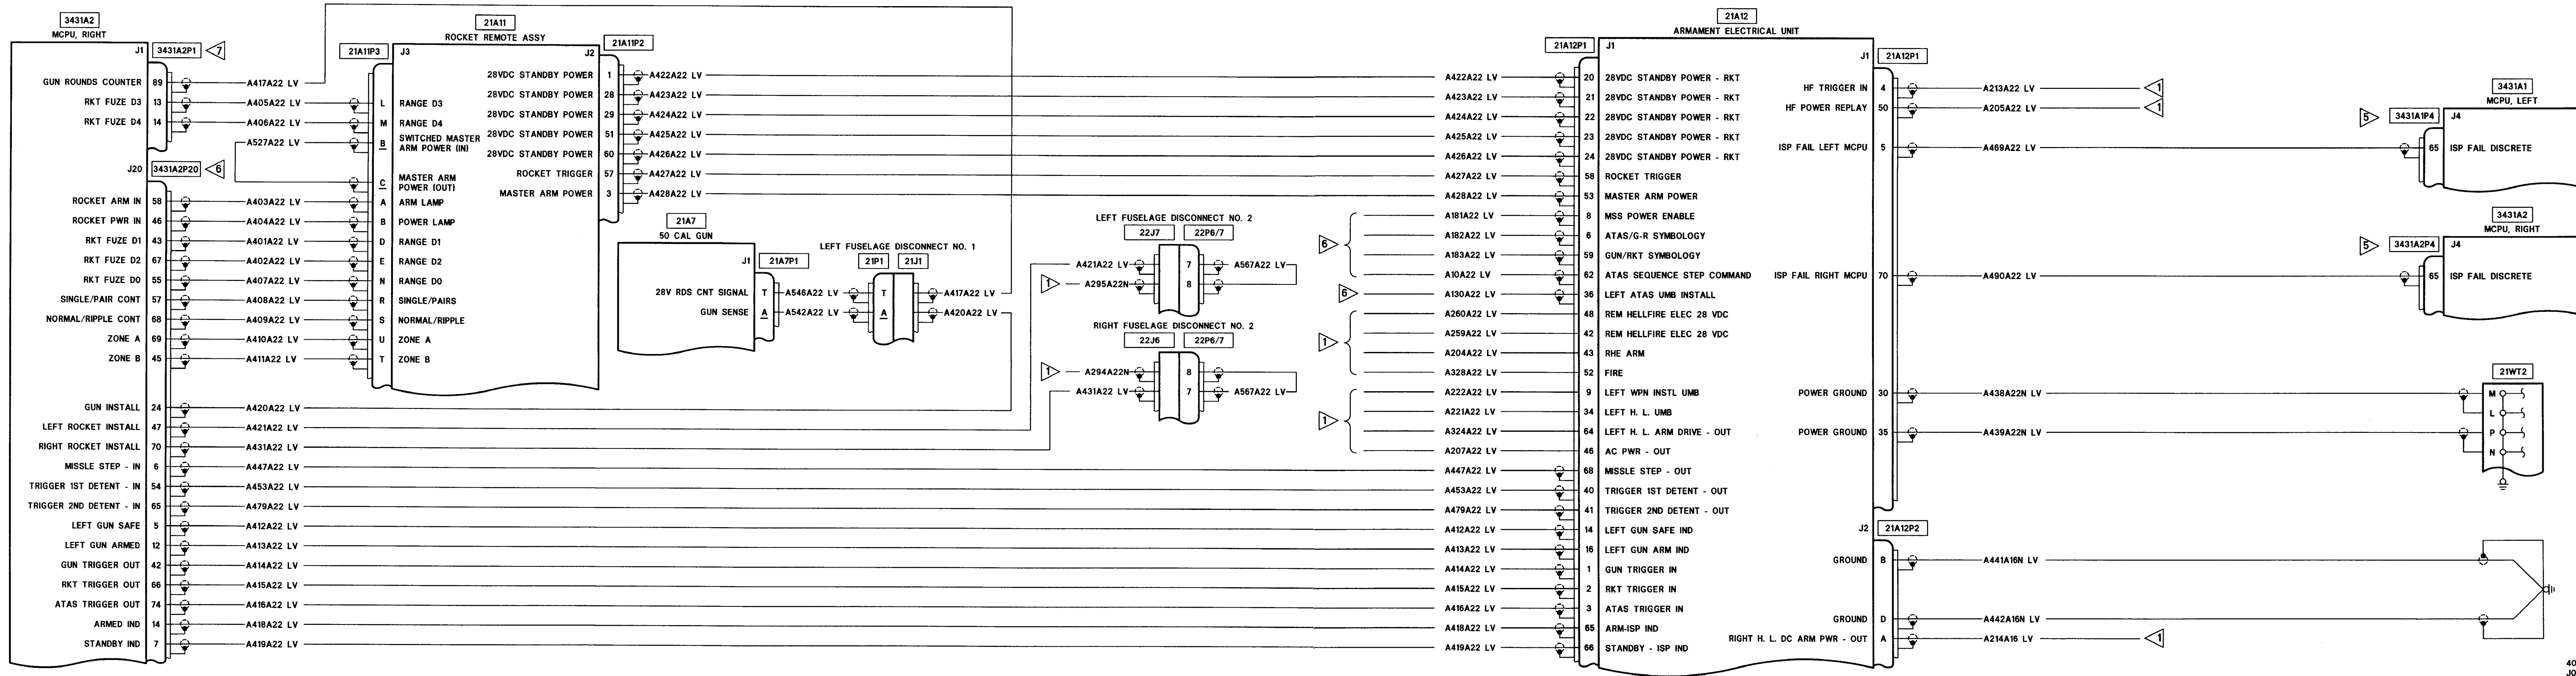 3431A2
MCPU, RIGHT
J1 3431A2P1 7
GUN ROUNDS COUNTER 89 A417A22 LV
RKT FUZE D3 13 A405A22 LV
RKT FUZE D4 14 A406A22 LV
A527A22 LV
J20 3431A2P20 6
ROCKET ARM IN 58 A403A22 LV
ROCKET PWR IN 46 A404A22 LV
RKT FUZE D1 43 A401A22 LV
RKT FUZE D2 67 A402A22 LV
RKT FUZE D0 55 A407A22 LV
SINGLE/PAIR CONT 57 A408A22 LV
NORMAL/RIPPLE CONT 68 A409A22 LV
ZONE A 69 A410A22 LV
ZONE B 45 A411A22 LV
GUN INSTALL 24 A420A22 LV
LEFT ROCKET INSTALL 47 A421A22 LV
RIGHT ROCKET INSTALL 70 A431A22 LV
MISSLE STEP - IN 6 A447A22 LV
TRIGGER 1ST DETENT - IN 54 A453A22 LV
TRIGGER 2ND DETENT - IN 65 A479A22 LV
LEFT GUN SAFE 5 A412A22 LV
LEFT GUN ARMED 12 A413A22 LV
GUN TRIGGER OUT 42 A414A22 LV
RKT TRIGGER OUT 66 A415A22 LV
ATAS TRIGGER OUT 74 A416A22 LV
ARMED IND 14 A418A22 LV
STANDBY IND 7 A419A22 LV
21A11
ROCKET REMOTE ASSY
21A11P3 J3
L RANGE D3
M RANGE D4
B SWITCHED MASTER
ARM POWER (IN)
C MASTER ARM
POWER (OUT)
A ARM LAMP
B POWER LAMP
D RANGE D1
E RANGE D2
N RANGE D0
R SINGLE/PAIRS
S NORMAL/RIPPLE
U ZONE A
T ZONE B
J2 21A11P2
28VDC STANDBY POWER 1 A422A22 LV
28VDC STANDBY POWER 28 A423A22 LV
28VDC STANDBY POWER 29 A424A22 LV
28VDC STANDBY POWER 51 A425A22 LV
28VDC STANDBY POWER 60 A426A22 LV
ROCKET TRIGGER 57 A427A22 LV
MASTER ARM POWER 3 A428A22 LV
21A7
50 CAL GUN
J1 21A7P1
28V RDS CNT SIGNAL T A546A22 LV
GUN SENSE A A542A22 LV
LEFT FUSELAGE DISCONNECT NO. 1
21P1 21J1
T A417A22 LV
A A420A22 LV
LEFT FUSELAGE DISCONNECT NO. 2
22J7 22P6/7
A421A22 LV 7 A567A22 LV
1 A295A22N 8
RIGHT FUSELAGE DISCONNECT NO. 2
22J6 22P6/7
1 A294A22N 8
A431A22 LV 7 A567A22 LV
21A12
ARMAMENT ELECTRICAL UNIT
21A12P1 J1
A422A22 LV 20 28VDC STANDBY POWER - RKT
A423A22 LV 21 28VDC STANDBY POWER - RKT
A424A22 LV 22 28VDC STANDBY POWER - RKT
A425A22 LV 23 28VDC STANDBY POWER - RKT
A426A22 LV 24 28VDC STANDBY POWER - RKT
A427A22 LV 58 ROCKET TRIGGER
A428A22 LV 53 MASTER ARM POWER
A181A22 LV 8 MSS POWER ENABLE
6 A182A22 LV 6 ATAS/G-R SYMBOLOGY
A183A22 LV 59 GUN/RKT SYMBOLOGY
A10A22 LV 62 ATAS SEQUENCE STEP COMMAND
6 A130A22 LV 36 LEFT ATAS UMB INSTALL
A260A22 LV 48 REM HELLFIRE ELEC 28 VDC
1 A259A22 LV 42 REM HELLFIRE ELEC 28 VDC
A204A22 LV 43 RHE ARM
A328A22 LV 52 FIRE
A222A22 LV 9 LEFT WPN INSTL UMB
1 A221A22 LV 34 LEFT H. L. UMB
A324A22 LV 64 LEFT H. L. ARM DRIVE - OUT
A207A22 LV 46 AC PWR - OUT
A447A22 LV 68 MISSLE STEP - OUT
A453A22 LV 40 TRIGGER 1ST DETENT - OUT
A479A22 LV 41 TRIGGER 2ND DETENT - OUT
A412A22 LV 14 LEFT GUN SAFE IND
A413A22 LV 16 LEFT GUN ARM IND
A414A22 LV 1 GUN TRIGGER IN
A415A22 LV 2 RKT TRIGGER IN
A416A22 LV 3 ATAS TRIGGER IN
A418A22 LV 65 ARM-ISP IND
A419A22 LV 66 STANDBY - ISP IND
J1 21A12P1
HF TRIGGER IN 4 A213A22 LV 1
HF POWER REPLAY 50 A205A22 LV 1
ISP FAIL LEFT MCPU 5 A469A22 LV
ISP FAIL RIGHT MCPU 70 A490A22 LV
POWER GROUND 30 A438A22N LV
POWER GROUND 35 A439A22N LV
J2 21A12P2
GROUND B A441A16N LV
GROUND D A442A16N LV
RIGHT H. L. DC ARM PWR - OUT A A214A16 LV 1
3431A1
MCPU, LEFT
5 3431A1P4 J4
65 ISP FAIL DISCRETE
3431A2
MCPU, RIGHT
5 3431A2P4 J4
65 ISP FAIL DISCRETE
21WT2
M
L
P
N
40
J0